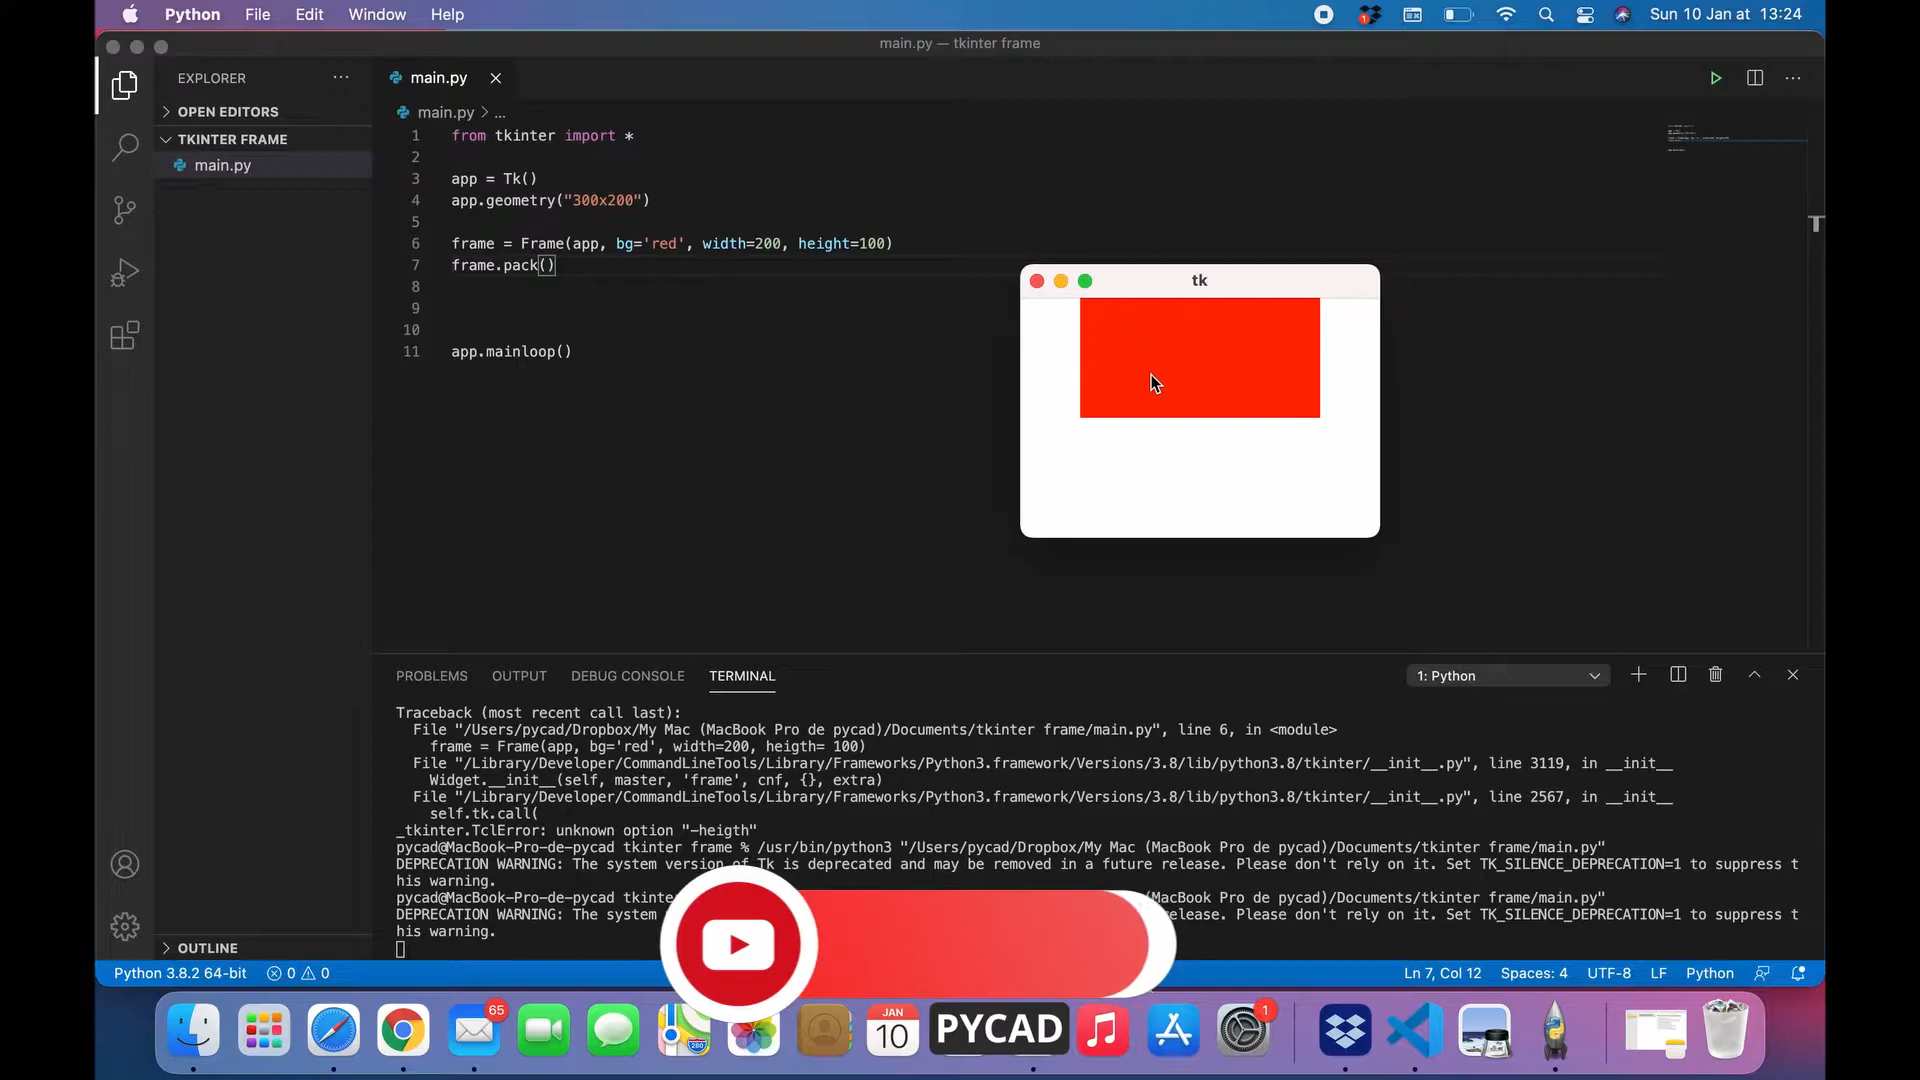 Python File Edit Window Help
1
Sun 10 Jan at 13:24
main.py — tkinter frame
EXPLORER
main.py
OPEN EDITORS
main.py > ...
TKINTER FRAME
main.py
1 from tkinter import *
2
3 app = Tk()
4 app.geometry("300x200")
5
6 frame = Frame(app, bg='red', width=200, height=100)
7 frame.pack()
8
9
10
11 app.mainloop()
tk
PROBLEMS OUTPUT DEBUG CONSOLE TERMINAL
1: Python
Traceback (most recent call last):
File "/Users/pycad/Dropbox/My Mac (MacBook Pro de pycad)/Documents/tkinter frame/main.py", line 6, in <module>
frame = Frame(app, bg='red', width=200, heigth= 100)
File "/Library/Developer/CommandLineTools/Library/Frameworks/Python3.framework/Versions/3.8/lib/python3.8/tkinter/__init__.py", line 3119, in __init__
Widget.__init__(self, master, 'frame', cnf, {}, extra)
File "/Library/Developer/CommandLineTools/Library/Frameworks/Python3.framework/Versions/3.8/lib/python3.8/tkinter/__init__.py", line 2567, in __init__
self.tk.call(
_tkinter.TclError: unknown option "-heigth"
pycad@MacBook-Pro-de-pycad tkinter frame % /usr/bin/python3 "/Users/pycad/Dropbox/My Mac (MacBook Pro de pycad)/Documents/tkinter frame/main.py"
DEPRECATION WARNING: The system version of Tk is deprecated and may be removed in a future release. Please don't rely on it. Set TK_SILENCE_DEPRECATION=1 to suppress t
his warning.
pycad@MacBook-Pro-de-pycad tkinte (MacBook Pro de pycad)/Documents/tkinter frame/main.py"
DEPRECATION WARNING: The system release. Please don't rely on it. Set TK_SILENCE_DEPRECATION=1 to suppress t
his warning.
OUTLINE
Python 3.8.2 64-bit 0 0
Ln 7, Col 12 Spaces: 4 UTF-8 LF Python
65
JAN
10
PYCAD
1
280